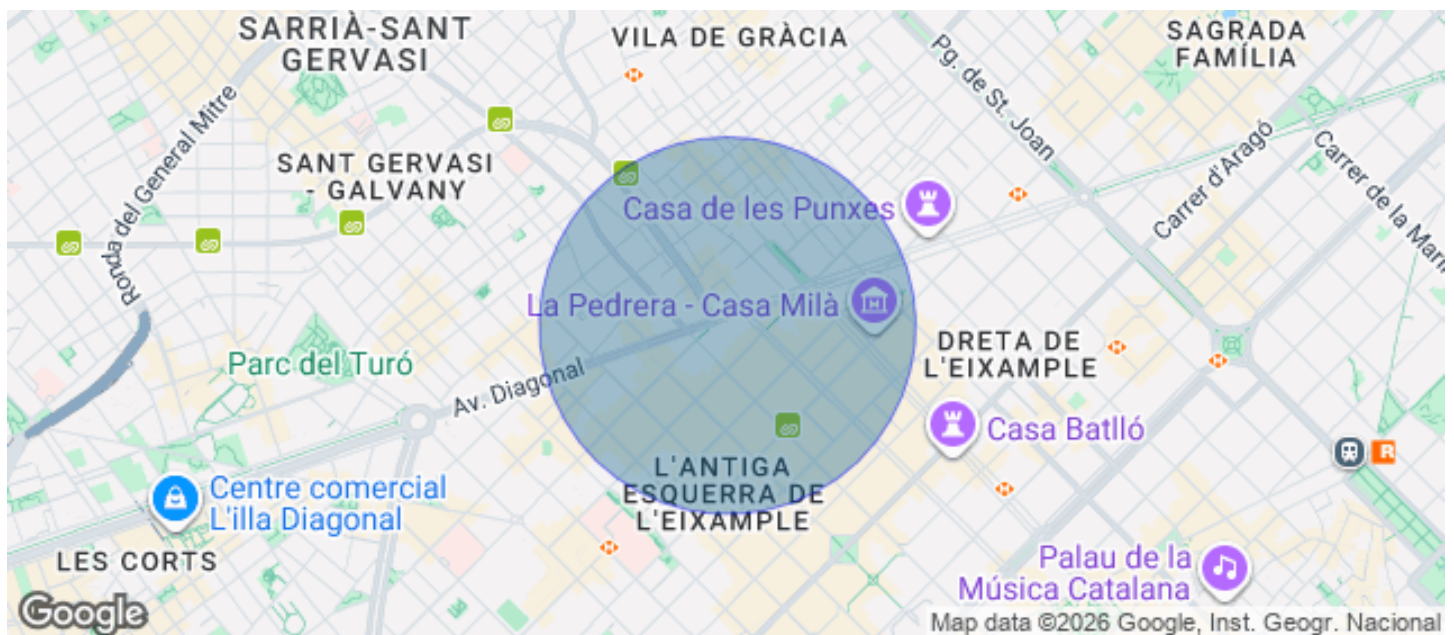 SARRIÀ-SANT
GERVASI
VILA DE GRÀCIA
SAGRADA
FAMÍLIA
Pg. de St. Joan
Ronda del General Mitre
SANT GERVASI
- GALVANY
Carrer d'Aragó
Carrer de la Mari
Casa de les Punxes
La Pedrera - Casa Milà
DRETA DE
L'EIXAMPLE
Parc del Turó
Av. Diagonal
Casa Batlló
L'ANTIGA
ESQUERRA DE
L'EIXAMPLE
Centre comercial
L'illa Diagonal
R
LES CORTS
Palau de la
Música Catalana
Google
Map data ©2026 Google, Inst. Geogr. Nacional